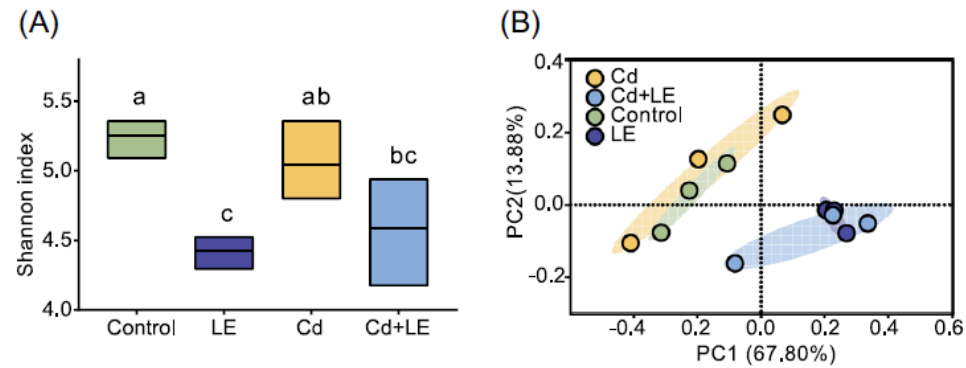 (A)
Shannon index
5.5
5.0
4.5
4.0
a
c
ab
bc
Control LE Cd Cd+LE
(B)
PC2 (13.88%)
0.4
0.2
0.0
-0.2
Cd
Cd+LE
Control
LE
-0.4 -0.2 0.0 0.2 0.4 0.6
PC1 (67.80%)